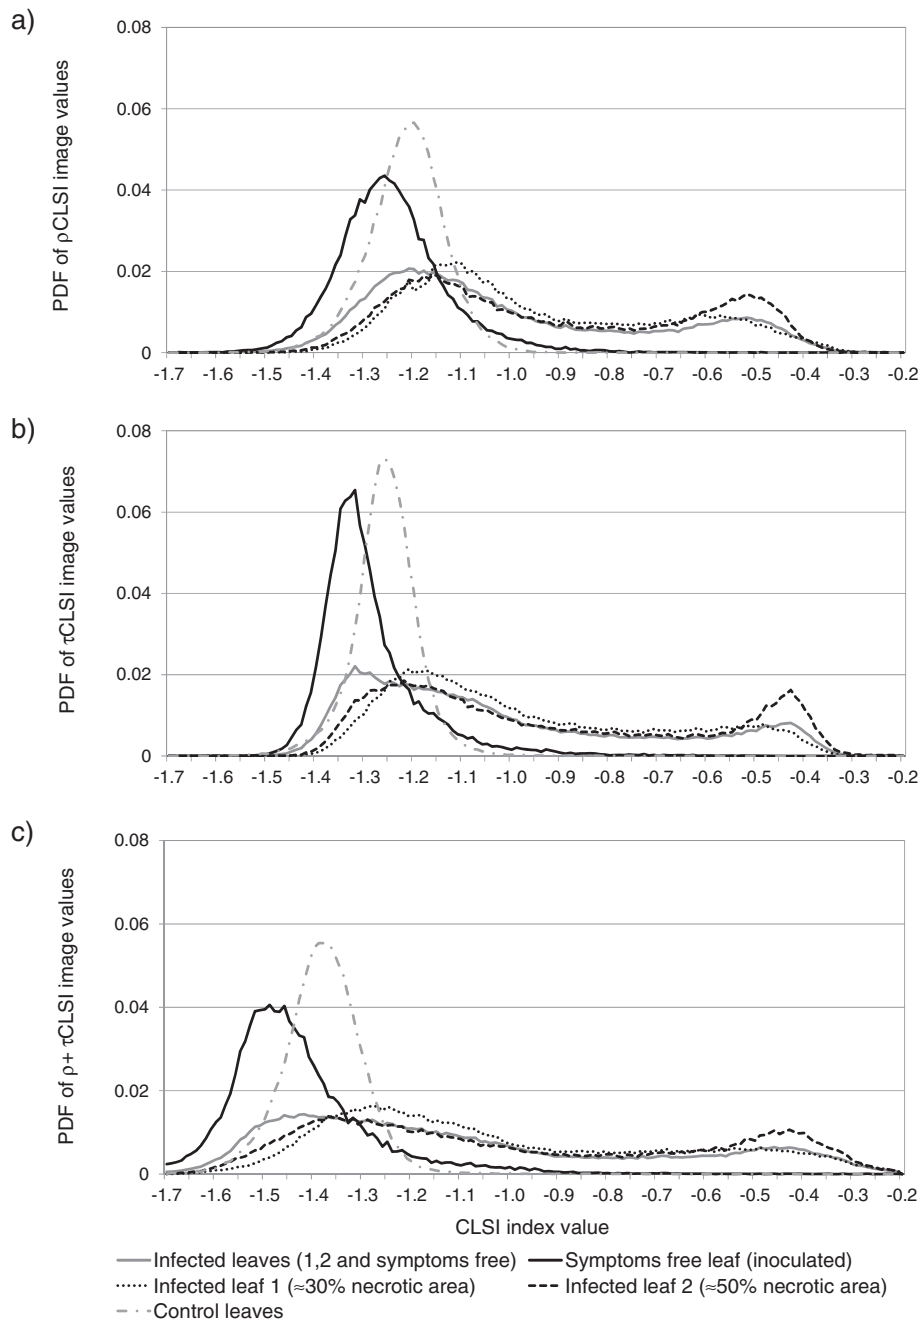 a)
PDF of ρCLSI image values
0.08
0.06
0.04
0.02
0
-1.7 -1.5 -1.4 -1.3 -1.2 -1.1 -1.0 -0.9 -0.8 -0.7 -0.6 -0.5 -0.4 -0.3 -0.2
b)
PDF of τCLSI image values
0.08
0.06
0.04
0.02
0
-1.7 -1.5 -1.4 -1.3 -1.2 -1.1 -1.0 -0.9 -0.8 -0.7 -0.6 -0.5 -0.4 -0.3 -0.2
c)
PDF of ρ+ τCLSI image values
0.08
0.06
0.04
0.02
0
-1.7 -1.5 -1.4 -1.3 -1.2 -1.1 -1.0 -0.9 -0.8 -0.7 -0.6 -0.5 -0.4 -0.3 -0.2
CLSI index value
Infected leaves (1,2 and symptoms free) Symptoms free leaf (inoculated)
Infected leaf 1 (≈30% necrotic area) Infected leaf 2 (≈50% necrotic area)
Control leaves